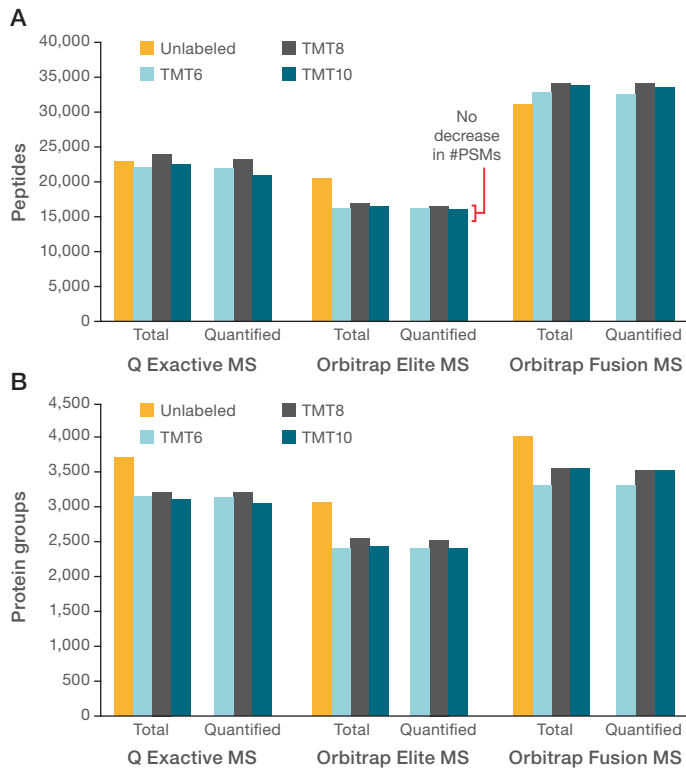 A
40,000
35,000
30,000
25,000
20,000
15,000
10,000
5,000
0
Peptides
Unlabeled
TMT8
TMT6
TMT10
No
decrease
in #PSMs
Total Quantified Total Quantified Total Quantified
Q Exactive MS Orbitrap Elite MS Orbitrap Fusion MS
B
4,500
4,000
3,500
3,000
2,500
2,000
1,500
1,000
500
0
Protein groups
Unlabeled
TMT8
TMT6
TMT10
Total Quantified Total Quantified Total Quantified
Q Exactive MS Orbitrap Elite MS Orbitrap Fusion MS